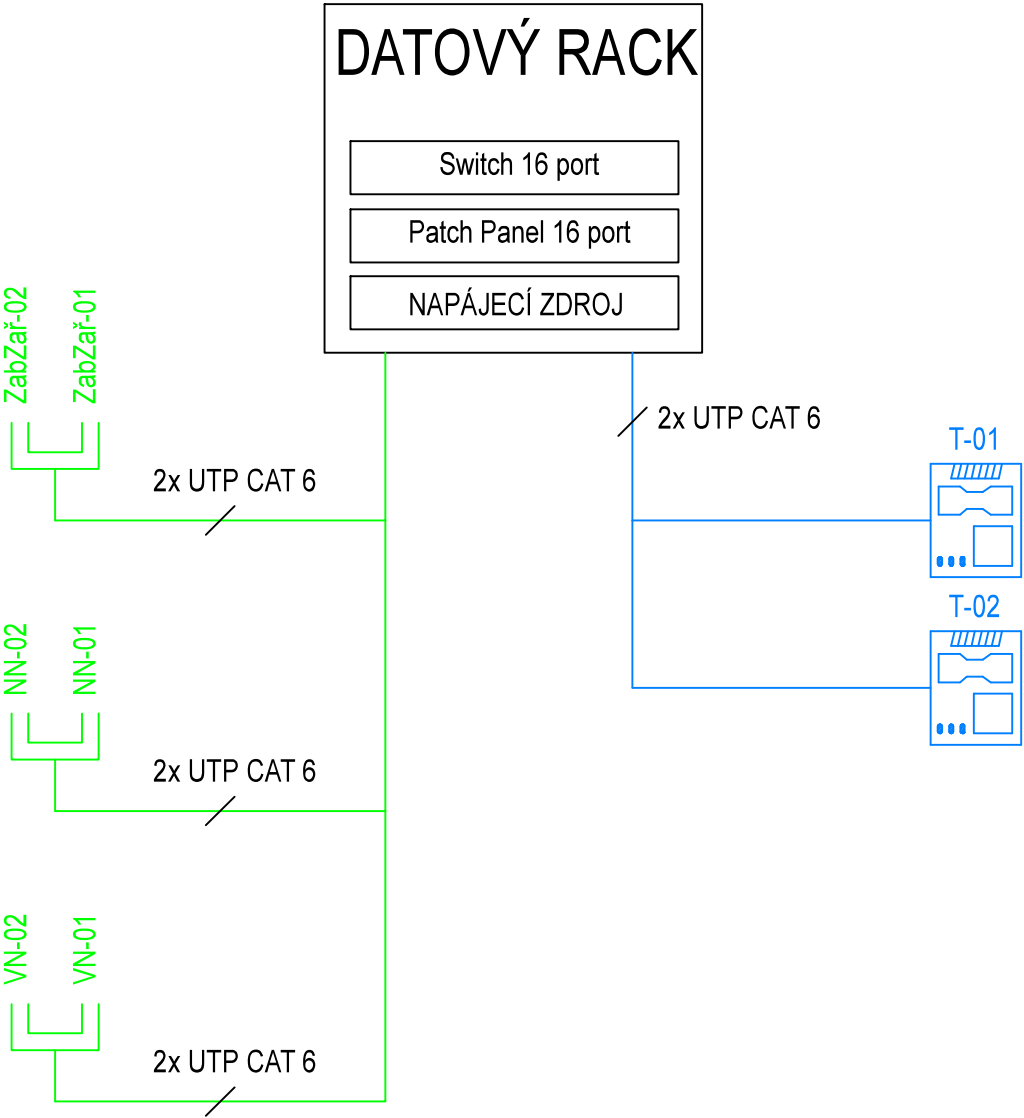 DATOVÝ RACK
Switch 16 port
Patch Panel 16 port
NAPÁJECÍ ZDROJ
ZabZař-02
ZabZař-01
2x UTP CAT 6
2x UTP CAT 6
T-01
T-02
NN-02
NN-01
2x UTP CAT 6
VN-02
VN-01
2x UTP CAT 6